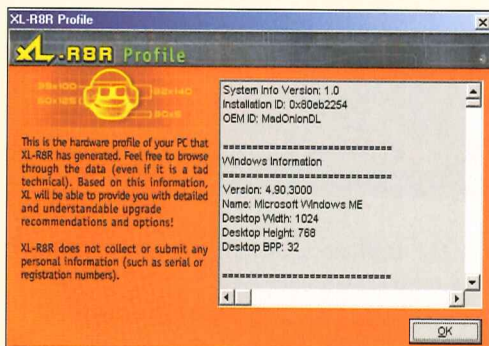 XL-R8R Profile
XL-R8R Profile
95x100
60x125
92x140
90x5
This is the hardware profile of your PC that
XL-R8R has generated. Feel free to browse
through the data (even if it is a tad
technical). Based on this information,
XL will be able to provide you with detailed
and understandable upgrade
recommendations and options!
XL-R8R does not collect or submit any
personal information (such as serial or
registration numbers).
System Info Version: 1.0
Installation ID: 0x80eb2254
OEM ID: MadOnionDL
==============================
Windows Information
==============================
Version: 4.90.3000
Name: Microsoft Windows ME
Desktop Width: 1024
Desktop Height: 768
Desktop BPP: 32
==============================
OK